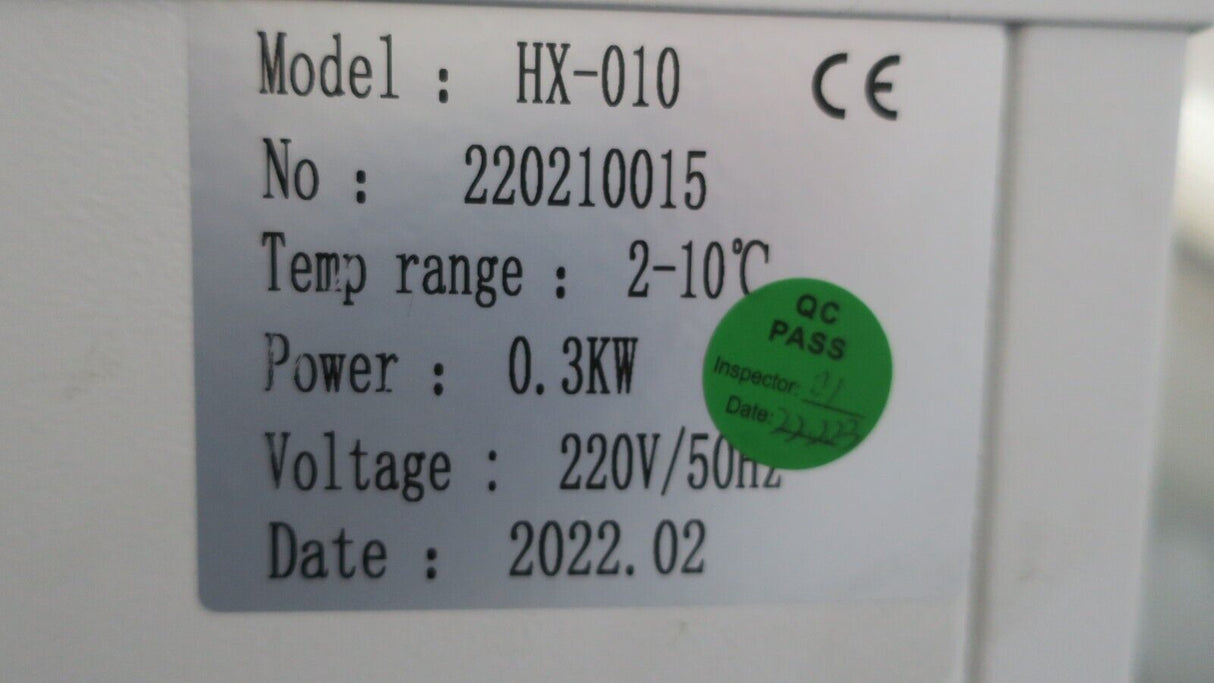 Model : HX-010 CE
No : 220210015
Temp range : 2-10℃
Power : 0.3KW
Voltage : 220V/50Hz
Date : 2022.02
QC
PASS
Inspector:
Date: